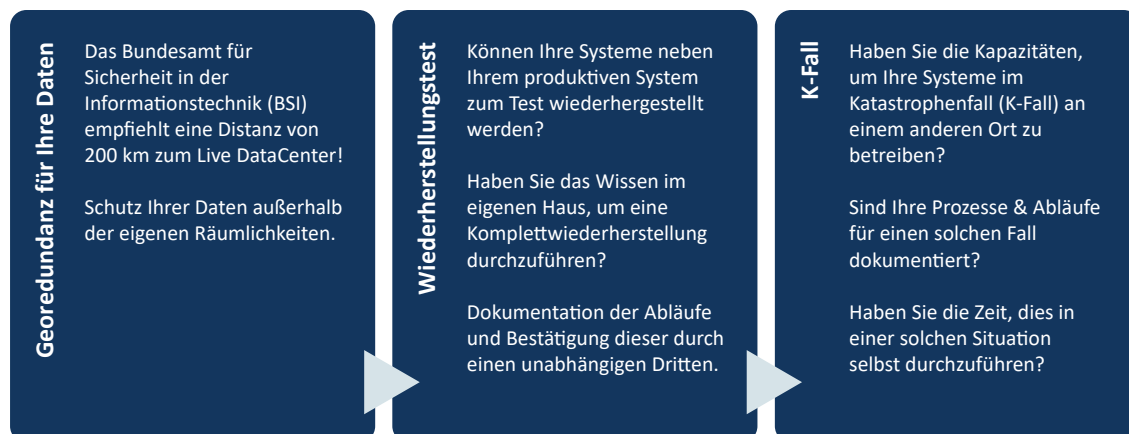 Georedundanz für Ihre Daten
Das Bundesamt für
Sicherheit in der
Informationstechnik (BSI)
empfiehlt eine Distanz von
200 km zum Live DataCenter!
Schutz Ihrer Daten außerhalb
der eigenen Räumlichkeiten.
Wiederherstellungstest
Können Ihre Systeme neben
Ihrem produktiven System
zum Test wiederhergestellt
werden?
Haben Sie das Wissen im
eigenen Haus, um eine
Komplettwiederherstellung
durchzuführen?
Dokumentation der Abläufe
und Bestätigung dieser durch
einen unabhängigen Dritten.
K-Fall
Haben Sie die Kapazitäten,
um Ihre Systeme im
Katastrophenfall (K-Fall) an
einem anderen Ort zu
betreiben?
Sind Ihre Prozesse & Abläufe
für einen solchen Fall
dokumentiert?
Haben Sie die Zeit, dies in
einer solchen Situation
selbst durchzuführen?